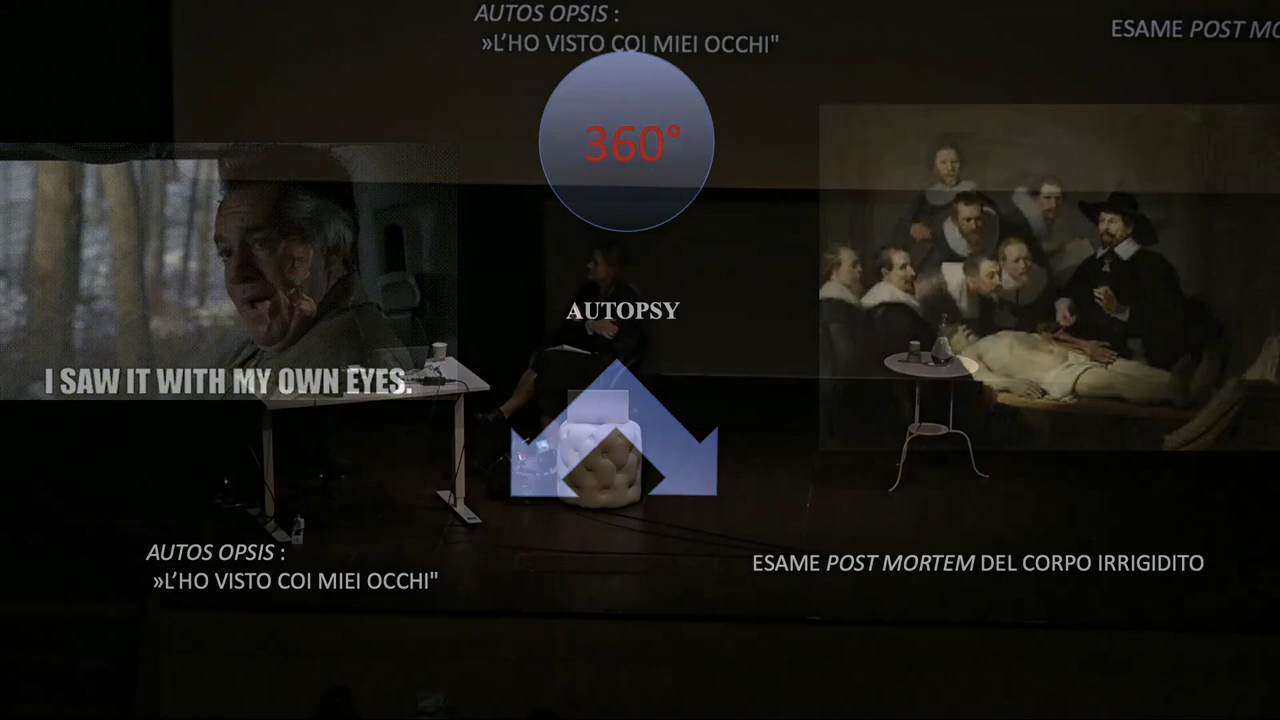 AUTOS OPSIS :
»L’HO VISTO COI MIEI OCCHI"
ESAME POST
360°
AUTOPSY
I SAW IT WITH MY OWN EYES.
AUTOS OPSIS :
»L’HO VISTO COI MIEI OCCHI"
ESAME POST MORTEM DEL CORPO IRRIGIDITO